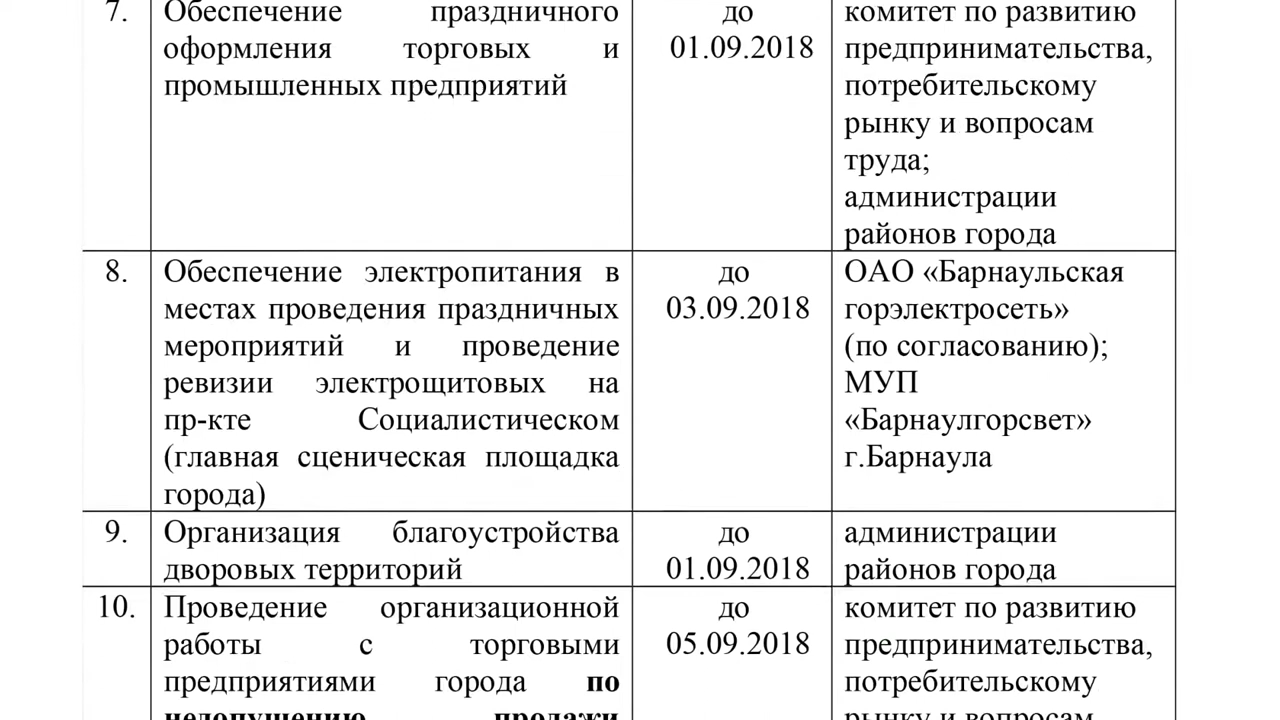 7.
Обеспечение праздничного
оформления торговых и
промышленных предприятий
до
01.09.2018
комитет по развитию
предпринимательства,
потребительскому
рынку и вопросам
труда;
администрации
районов города
8.
Обеспечение электропитания в
местах проведения праздничных
мероприятий и проведение
ревизии электрощитовых на
пр-кте Социалистическом
(главная сценическая площадка
города)
до
03.09.2018
ОАО «Барнаульская
горэлектросеть»
(по согласованию);
МУП
«Барнаулгорсвет»
г.Барнаула
9.
Организация благоустройства
дворовых территорий
до
01.09.2018
администрации
районов города
10.
Проведение организационной
работы с торговыми
предприятиями города по
недопущению продажи
до
05.09.2018
комитет по развитию
предпринимательства,
потребительскому
рынку и вопросам